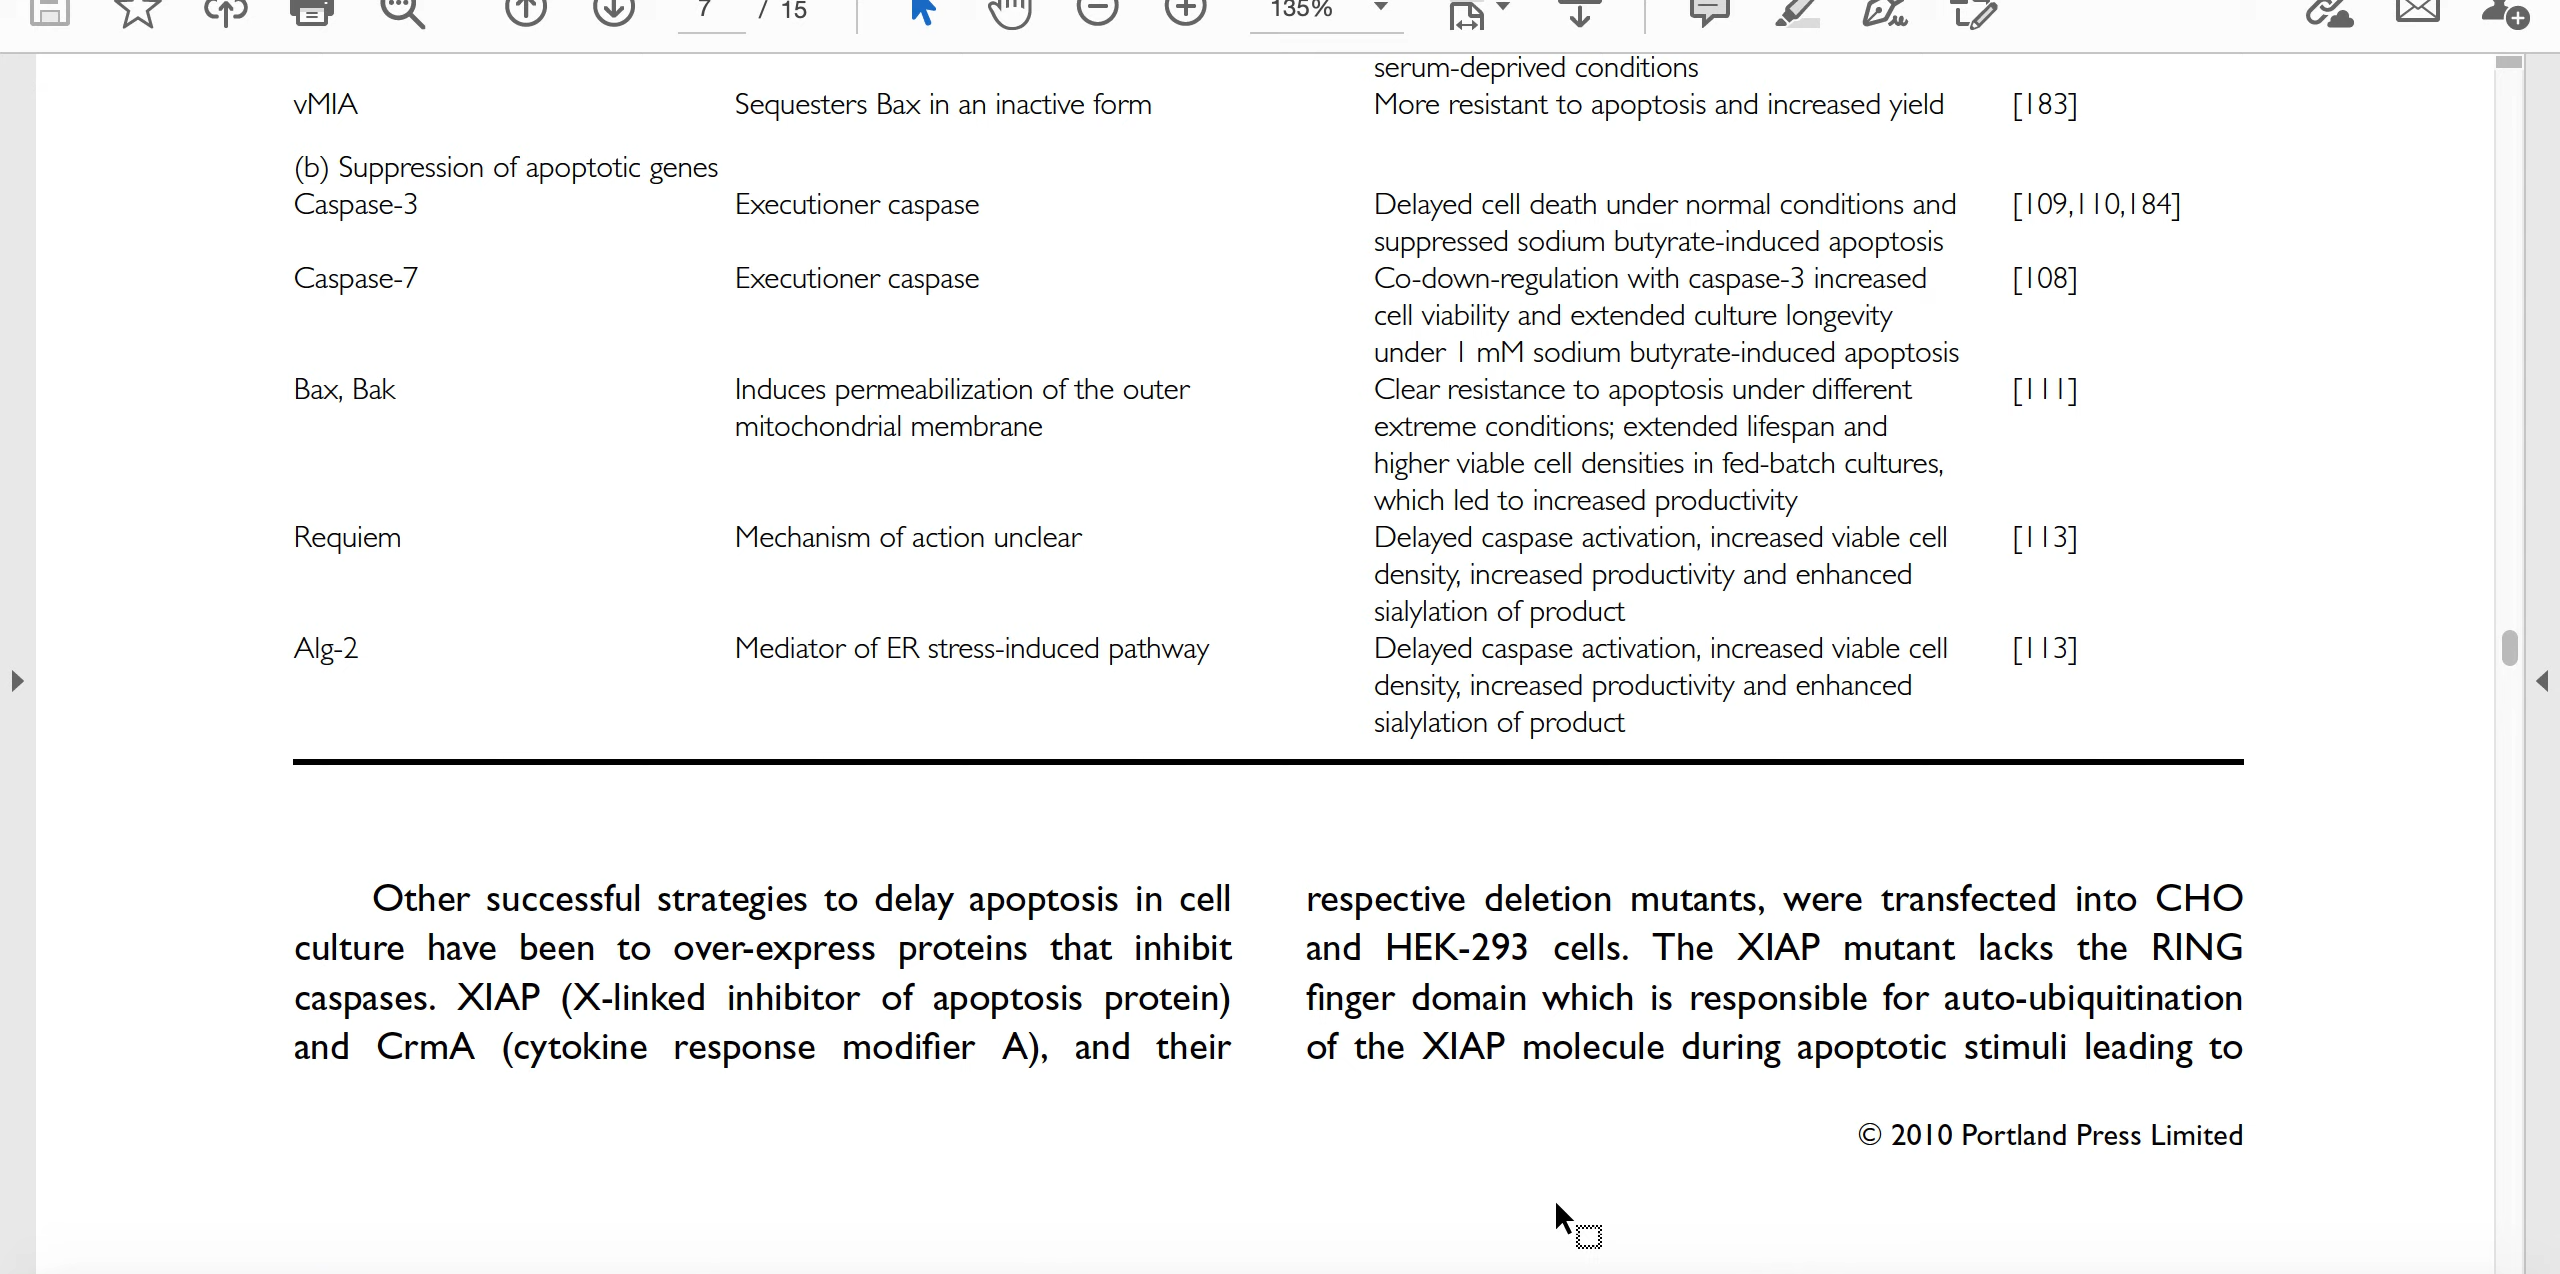 7 / 15 135%
serum-deprived conditions
vMIA Sequesters Bax in an inactive form More resistant to apoptosis and increased yield [183]
(b) Suppression of apoptotic genes
Caspase-3 Executioner caspase Delayed cell death under normal conditions and [109,110,184]
suppressed sodium butyrate-induced apoptosis
Caspase-7 Executioner caspase Co-down-regulation with caspase-3 increased [108]
cell viability and extended culture longevity
under 1 mM sodium butyrate-induced apoptosis
Bax, Bak Induces permeabilization of the outer Clear resistance to apoptosis under different [111]
mitochondrial membrane extreme conditions; extended lifespan and
higher viable cell densities in fed-batch cultures,
which led to increased productivity
Requiem Mechanism of action unclear Delayed caspase activation, increased viable cell [113]
density, increased productivity and enhanced
sialylation of product
Alg-2 Mediator of ER stress-induced pathway Delayed caspase activation, increased viable cell [113]
density, increased productivity and enhanced
sialylation of product
Other successful strategies to delay apoptosis in cell
culture have been to over-express proteins that inhibit
caspases. XIAP (X-linked inhibitor of apoptosis protein)
and CrmA (cytokine response modifier A), and their
respective deletion mutants, were transfected into CHO
and HEK-293 cells. The XIAP mutant lacks the RING
finger domain which is responsible for auto-ubiquitination
of the XIAP molecule during apoptotic stimuli leading to
© 2010 Portland Press Limited